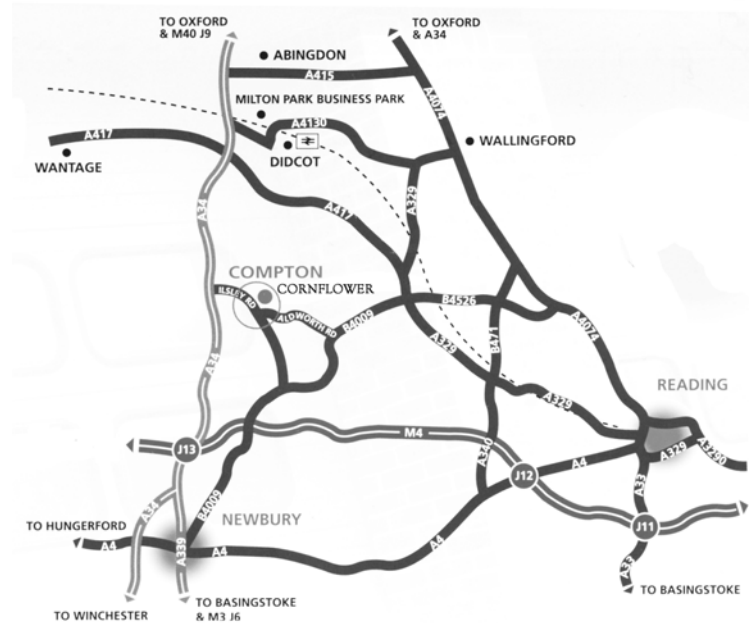 TO OXFORD
& M40 J9
TO OXFORD
& A34
ABINGDON
A415
A4074
MILTON PARK BUSINESS PARK
A4130
A417
WANTAGE
DIDCOT
WALLINGFORD
A34
A417
A329
COMPTON
CORNFLOWER
ILSLEY RD
ALDWORTH RD
B4009
B4526
A4074
A329
B471
A34
READING
A329
M4
J13
A340
J12
A4
A329
A3290
A33
A34
B4009
NEWBURY
J11
TO HUNGERFORD
A4
A339
A4
A4
A33
TO BASINGSTOKE
TO WINCHESTER
TO BASINGSTOKE
& M3 J6